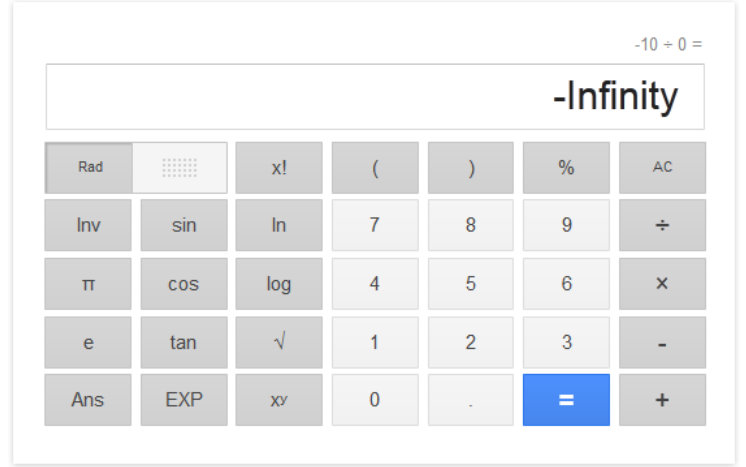 -10 ÷ 0 =
-Infinity
Rad x! ( ) % AC
Inv sin ln 7 8 9 ÷
π cos log 4 5 6 ×
e tan √ 1 2 3 -
Ans EXP xʸ 0 . = +